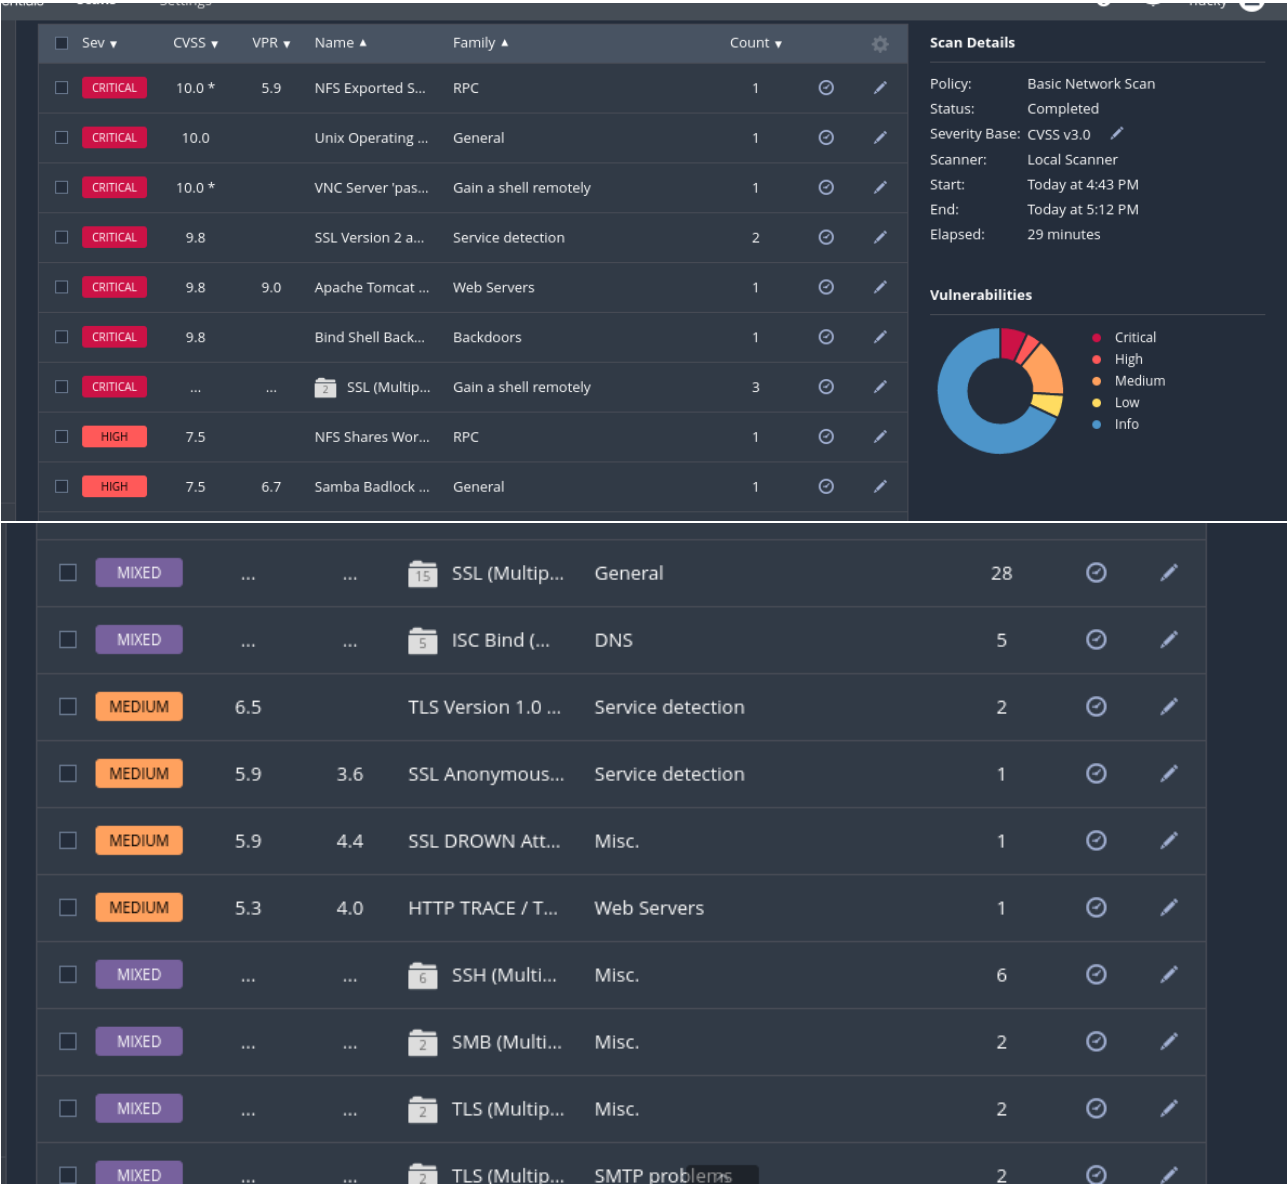 Settings
Sev ▼ CVSS ▼ VPR ▼ Name ▲ Family ▲ Count ▼
CRITICAL 10.0 * 5.9 NFS Exported S... RPC 1
CRITICAL 10.0 Unix Operating ... General 1
CRITICAL 10.0 * VNC Server 'pas... Gain a shell remotely 1
CRITICAL 9.8 SSL Version 2 a... Service detection 2
CRITICAL 9.8 9.0 Apache Tomcat ... Web Servers 1
CRITICAL 9.8 Bind Shell Back... Backdoors 1
CRITICAL ... ... 2 SSL (Multip... Gain a shell remotely 3
HIGH 7.5 NFS Shares Wor... RPC 1
HIGH 7.5 6.7 Samba Badlock ... General 1
Scan Details
Policy: Basic Network Scan
Status: Completed
Severity Base: CVSS v3.0
Scanner: Local Scanner
Start: Today at 4:43 PM
End: Today at 5:12 PM
Elapsed: 29 minutes
Vulnerabilities
Critical
High
Medium
Low
Info
MIXED ... ... 15 SSL (Multip... General 28
MIXED ... ... 5 ISC Bind (... DNS 5
MEDIUM 6.5 TLS Version 1.0 ... Service detection 2
MEDIUM 5.9 3.6 SSL Anonymous... Service detection 1
MEDIUM 5.9 4.4 SSL DROWN Att... Misc. 1
MEDIUM 5.3 4.0 HTTP TRACE / T... Web Servers 1
MIXED ... ... 6 SSH (Multi... Misc. 6
MIXED ... ... 2 SMB (Multi... Misc. 2
MIXED ... ... 2 TLS (Multip... Misc. 2
MIXED ... ... 2 TLS (Multip... SMTP problems 2